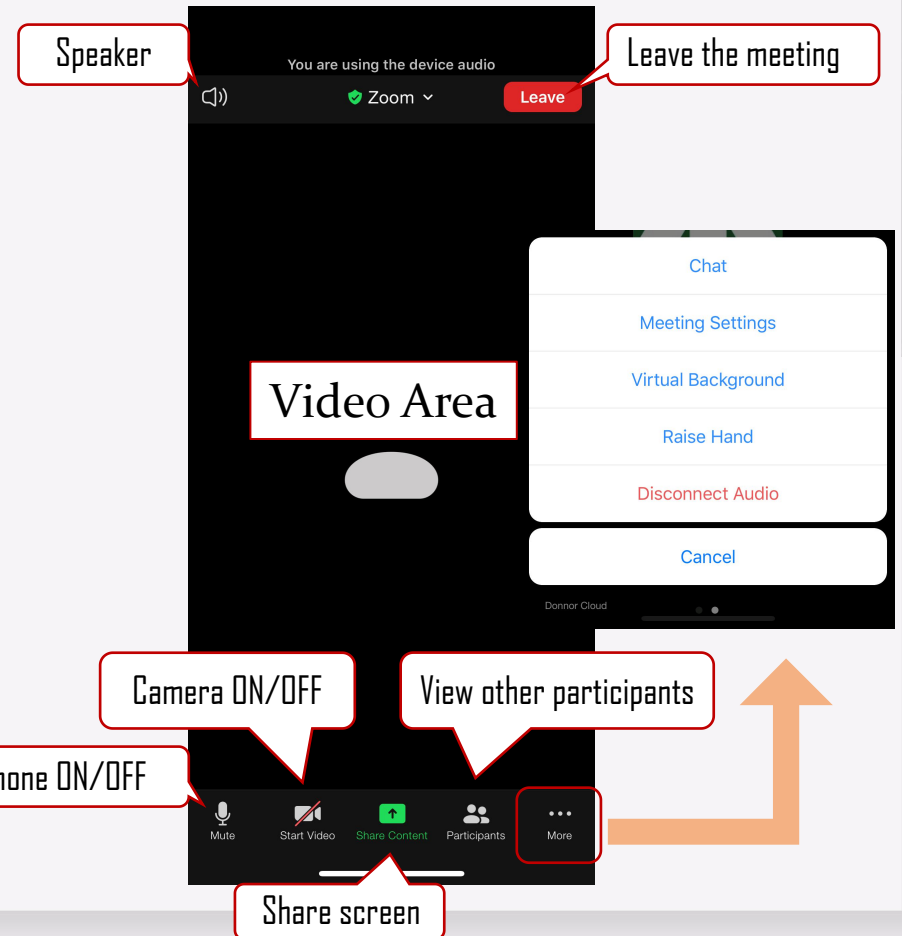 Speaker
You are using the device audio
Leave the meeting
Zoom
Leave
Chat
Meeting Settings
Virtual Background
Video Area
Raise Hand
Disconnect Audio
Cancel
Donnor Cloud
Camera ON/OFF
View other participants
hone ON/OFF
Mute
Start Video
Share Content
Participants
More
Share screen